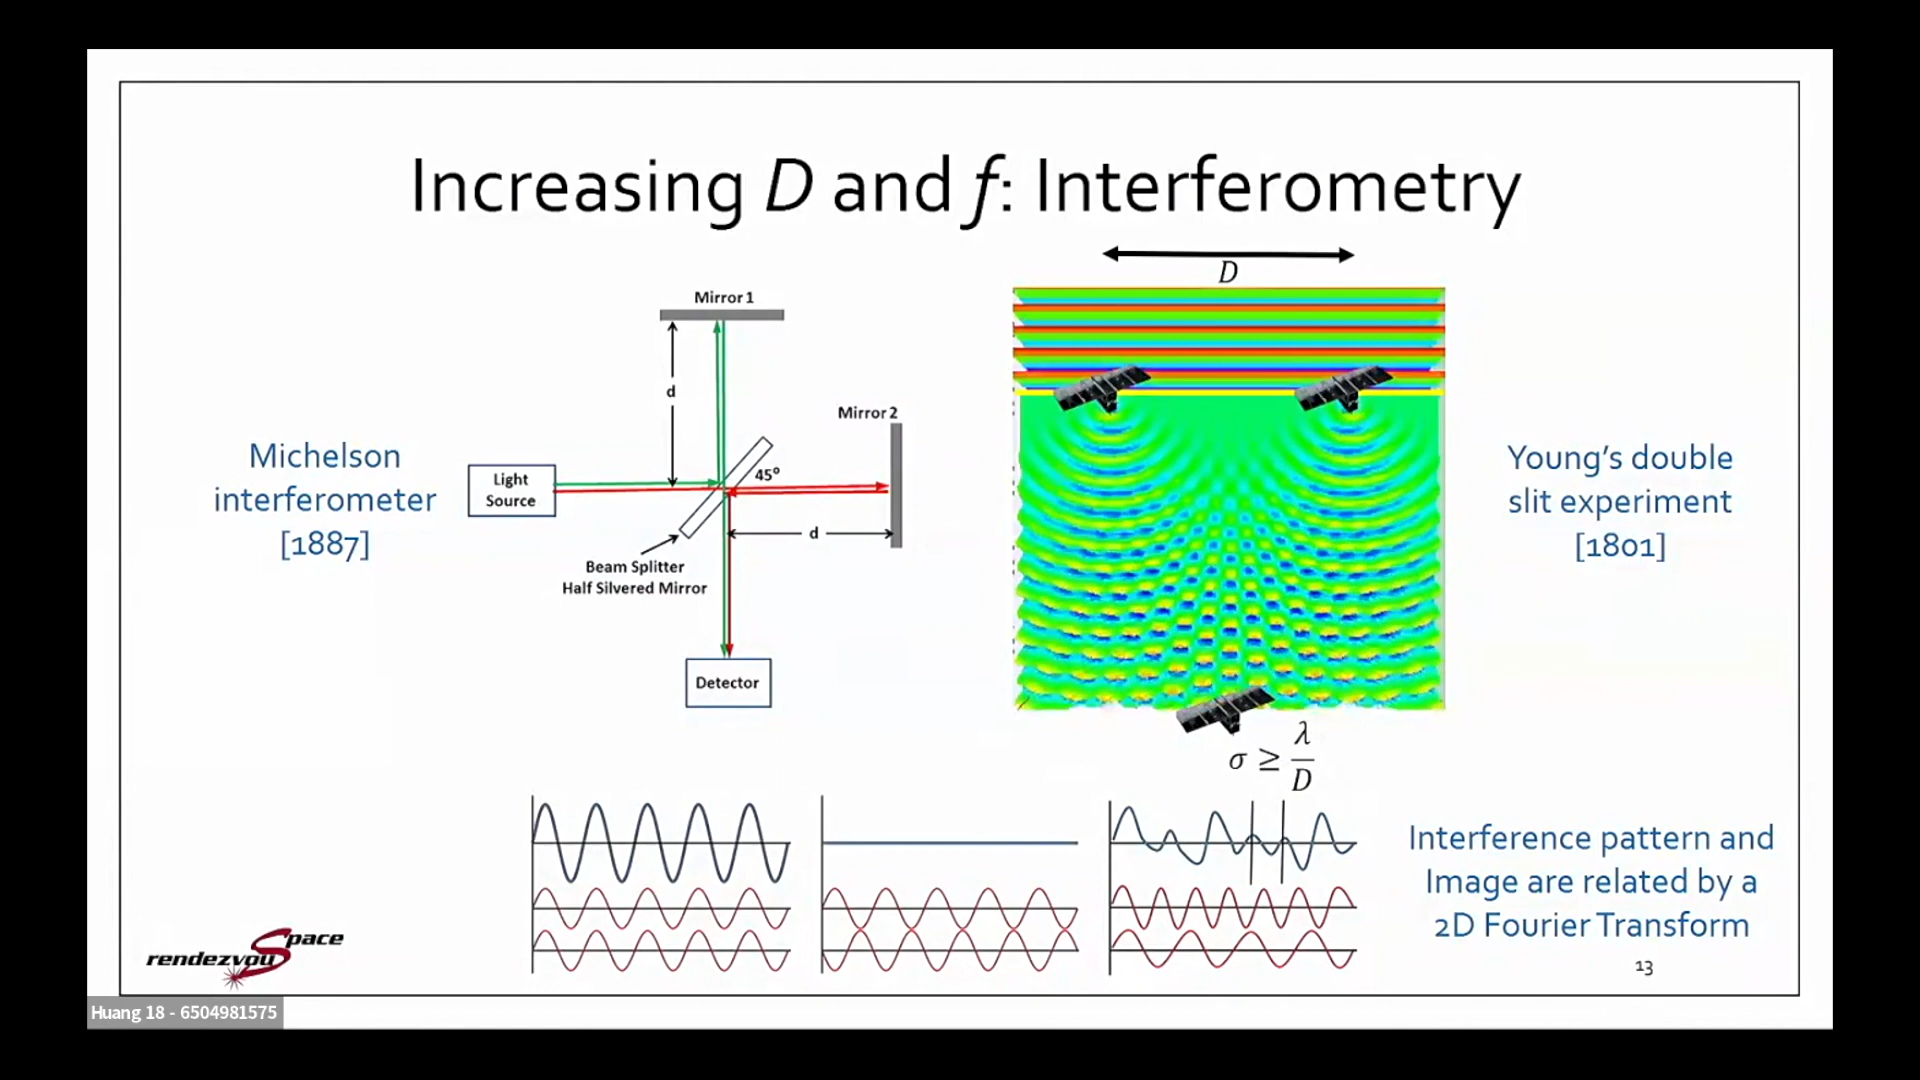 Increasing D and f: Interferometry
D
Mirror 1
d
Mirror 2
45°
Light
Source
d
Beam Splitter
Half Silvered Mirror
Detector
Michelson
interferometer
[1887]
Young's double
slit experiment
[1801]
σ ≥ λ/D
Interference pattern and
Image are related by a
2D Fourier Transform
rendezvouSpace
13
Huang 18 - 6504981575